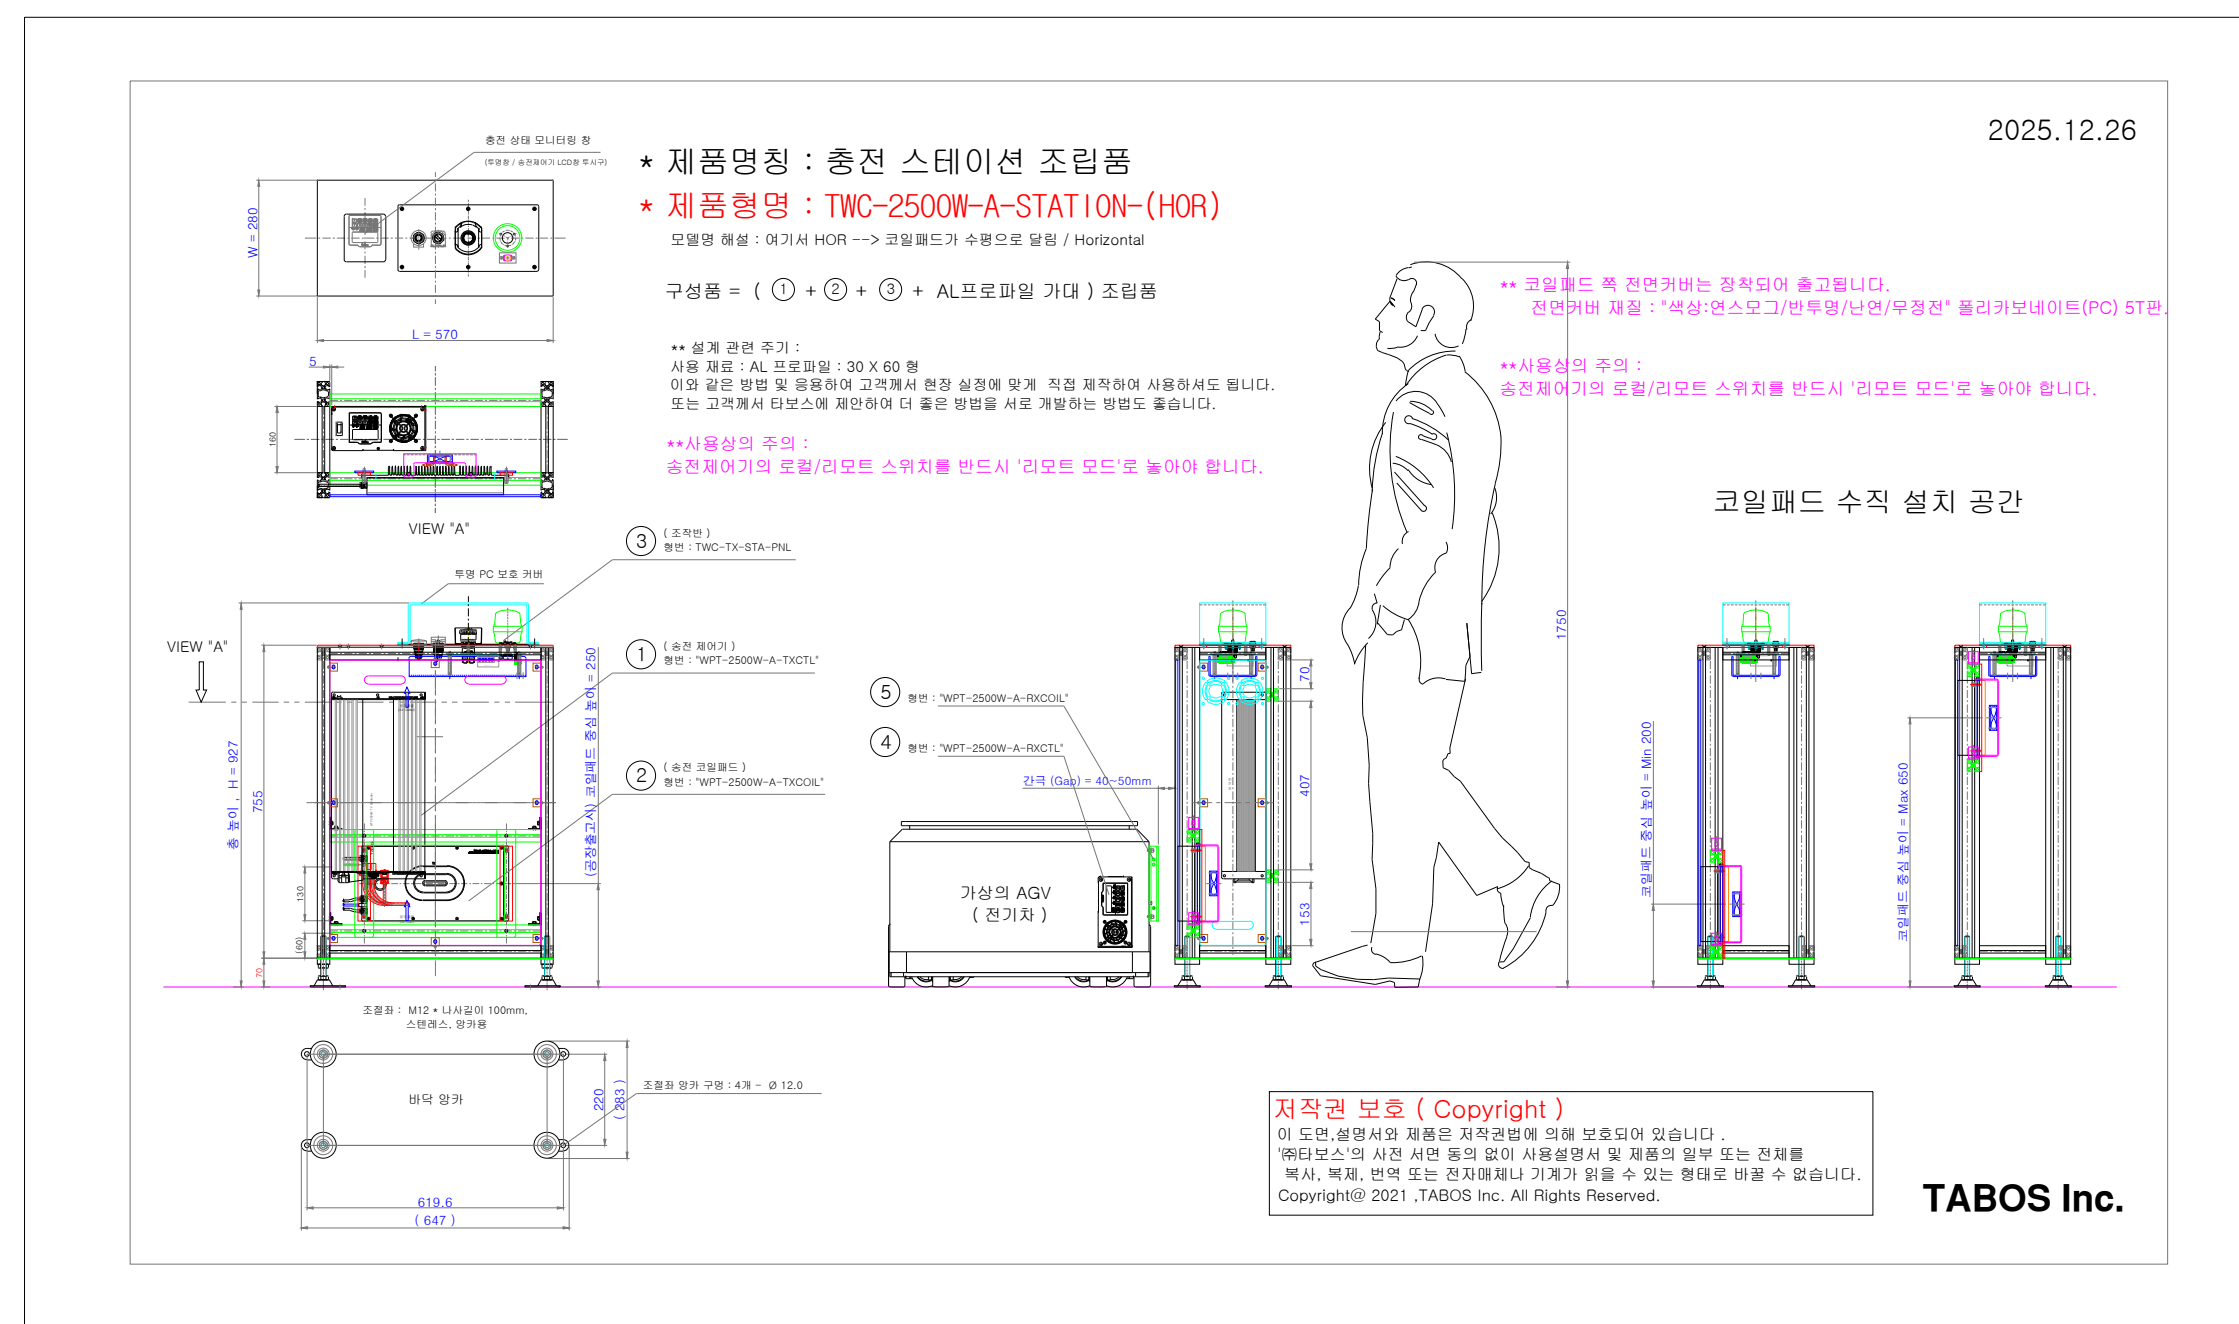 2025.12.26
충전 상태 모니터링 창
(투명창 / 송전제어기 LCD창 투시구)
* 제품명칭 : 충전 스테이션 조립품
* 제품형명 : TWC-2500W-A-STATION-(HOR)
모델명 해설 : 여기서 HOR --> 코일패드가 수평으로 달림 / Horizontal
구성품 = ( ① + ② + ③ + AL프로파일 가대 ) 조립품
** 설계 관련 주기 :
사용 재료 : AL 프로파일 : 30 X 60 형
이와 같은 방법 및 응용하여 고객께서 현장 실정에 맞게 직접 제작하여 사용하셔도 됩니다.
또는 고객께서 타보스에 제안하여 더 좋은 방법을 서로 개발하는 방법도 좋습니다.
**사용상의 주의 :
송전제어기의 로컬/리모트 스위치를 반드시 '리모트 모드'로 놓아야 합니다.
** 코일패드 쪽 전면커버는 장착되어 출고됩니다.
전면커버 재질 : "색상:연스모그/반투명/난연/무정전" 폴리카보네이트(PC) 5T판.
**사용상의 주의 :
송전제어기의 로컬/리모트 스위치를 반드시 '리모트 모드'로 놓아야 합니다.
W = 280
L = 570
5
160
VIEW "A"
코일패드 수직 설치 공간
③ ( 조작반 )
형번 : TWC-TX-STA-PNL
투명 PC 보호 커버
VIEW "A"
① ( 송전 제어기 )
형번 : "WPT-2500W-A-TXCTL"
② ( 송전 코일패드 )
형번 : "WPT-2500W-A-TXCOIL"
총 높이 , H = 927
755
130
(60)
70
(공장출고시) 코일패드 중심 높이 = 250
⑤ 형번 : "WPT-2500W-A-RXCOIL"
④ 형번 : "WPT-2500W-A-RXCTL"
간극 (Gap) = 40~50mm
가상의 AGV
( 전기차 )
70
407
153
1750
코일패드 중심 높이 = Min 200
코일패드 중심 높이 = Max 650
조절좌 : M12 * 나사길이 100mm,
스텐레스, 앙카용
바닥 앙카
조절좌 앙카 구멍 : 4개 - Ø 12.0
220
( 283 )
619.6
( 647 )
저작권 보호 ( Copyright )
이 도면,설명서와 제품은 저작권법에 의해 보호되어 있습니다 .
'㈜타보스'의 사전 서면 동의 없이 사용설명서 및 제품의 일부 또는 전체를
복사, 복제, 번역 또는 전자매체나 기계가 읽을 수 있는 형태로 바꿀 수 없습니다.
Copyright@ 2021 ,TABOS Inc. All Rights Reserved.
TABOS Inc.